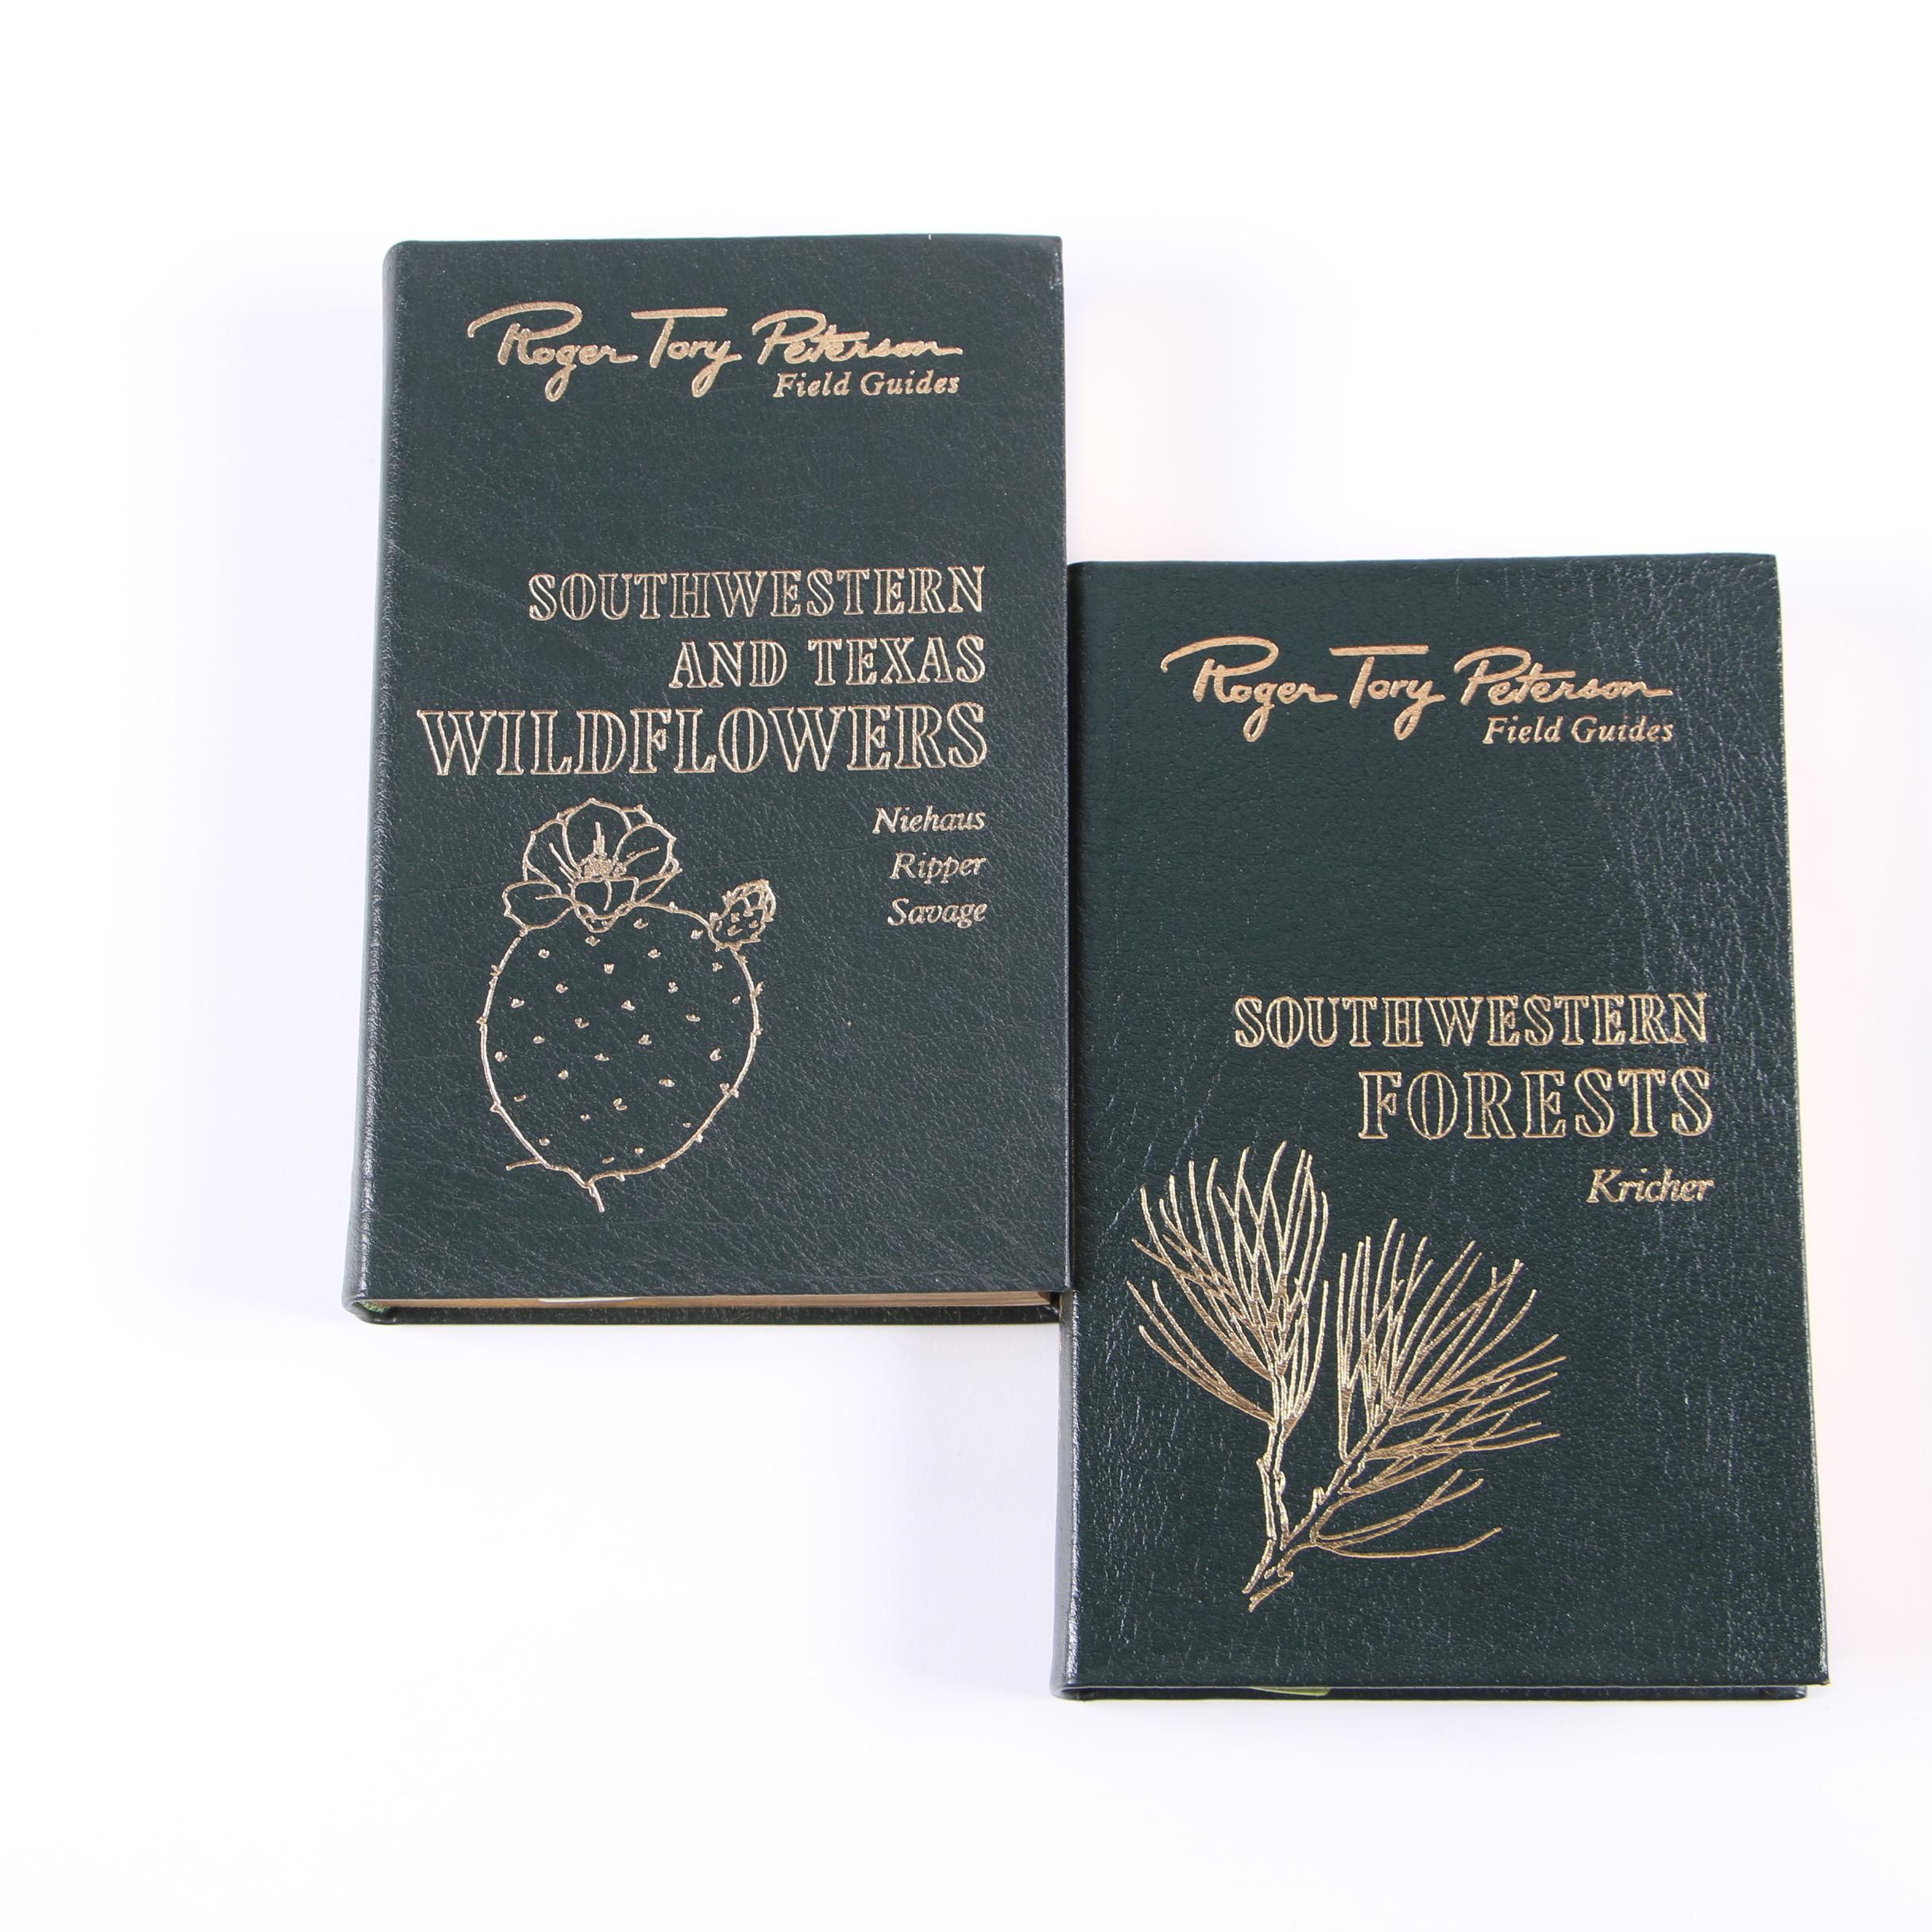 Roger Tory Peterson
Field Guides
SOUTHWESTERN
AND TEXAS
WILDFLOWERS
Niehaus
Ripper
Savage
Roger Tory Peterson
Field Guides
SOUTHWESTERN
FORESTS
Kricher